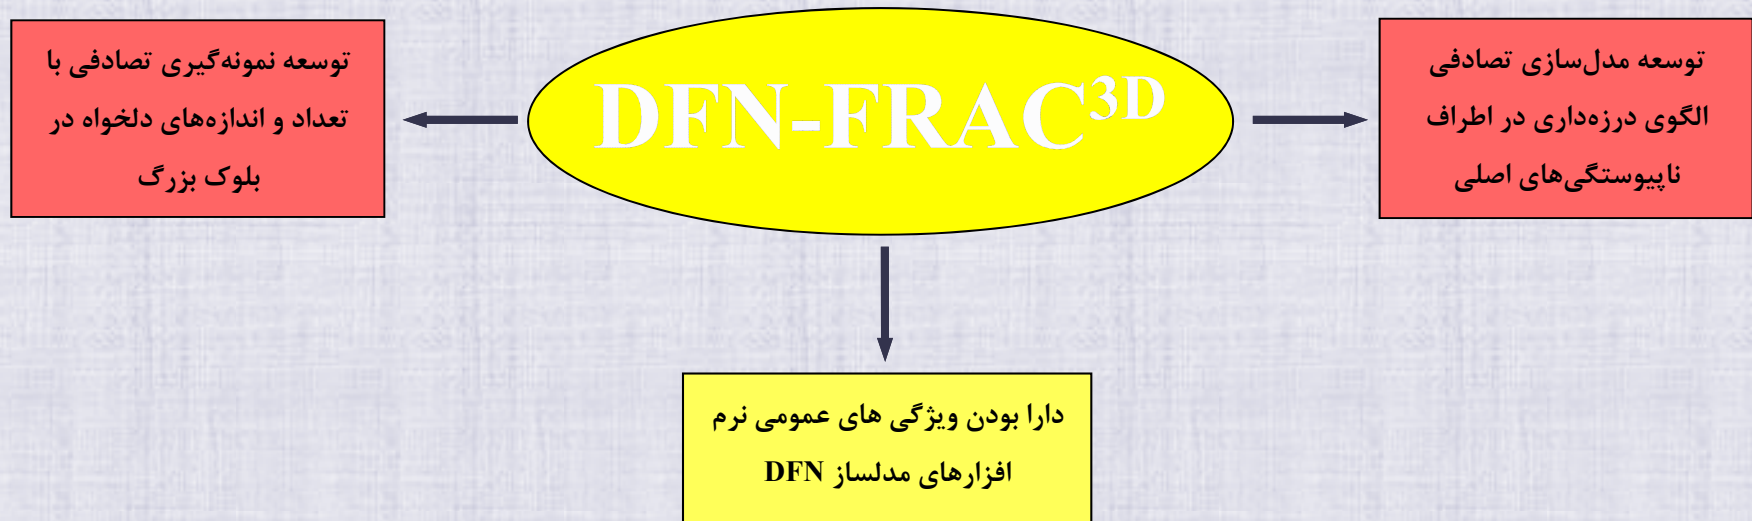 DFN-FRAC3D
توسعه مدل‌سازی تصادفی
الگوی درزه‌داری در اطراف
ناپیوستگی‌های اصلی
توسعه نمونه‌گیری تصادفی با
تعداد و اندازه‌های دلخواه در
بلوک بزرگ
دارا بودن ویژگی های عمومی نرم
افزارهای مدلساز DFN